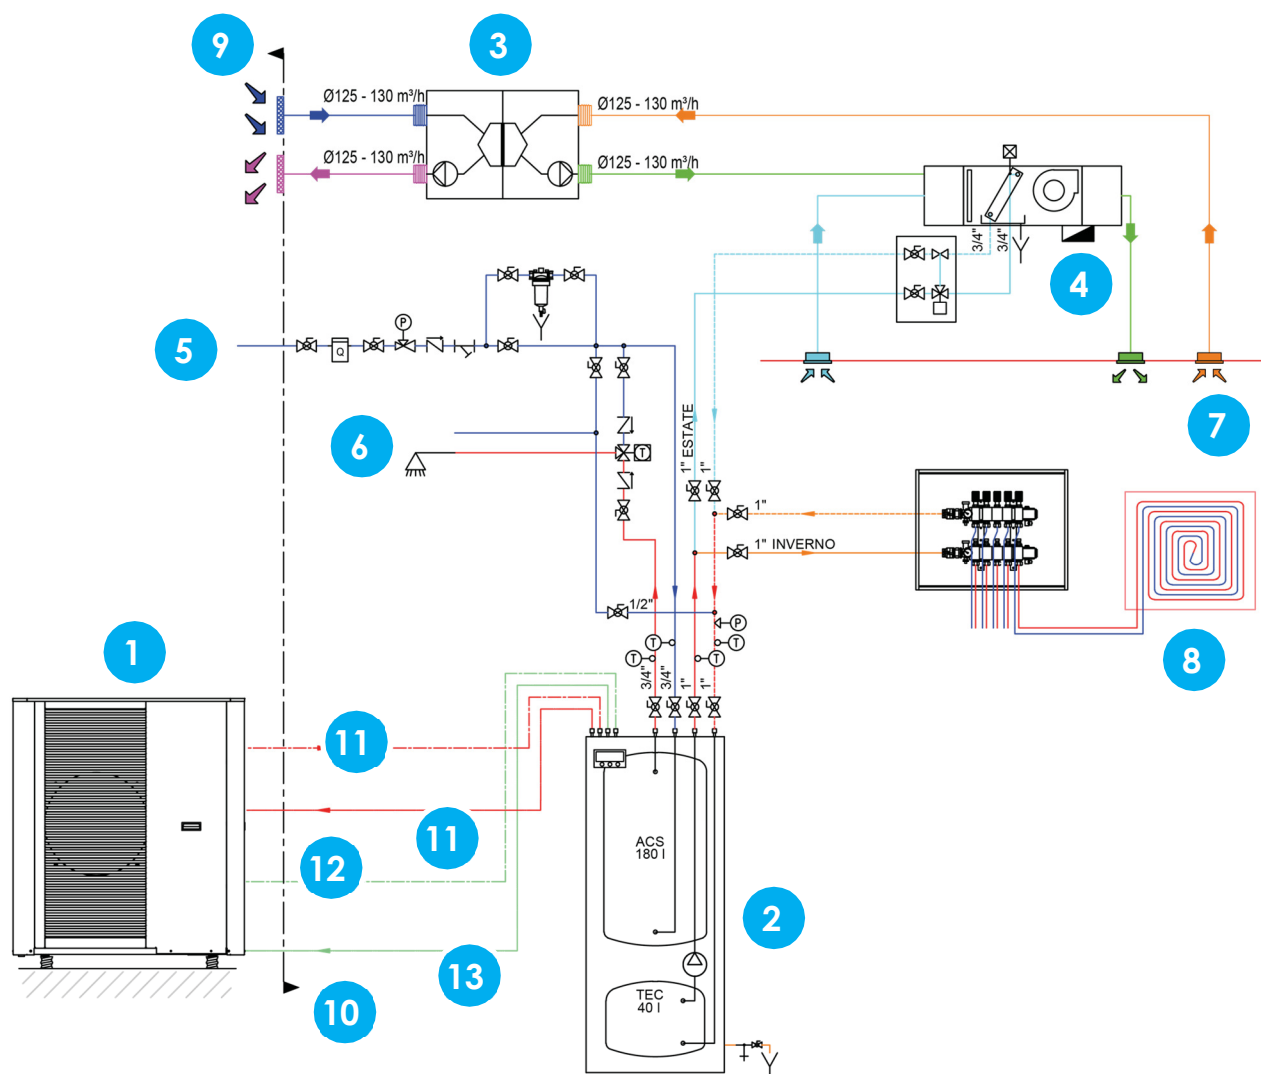 9
3
Ø125 - 130 m³/h
Ø125 - 130 m³/h
Ø125 - 130 m³/h
Ø125 - 130 m³/h
3/4"
3/4"
4
P
5
Q
7
6
T
1" ESTATE
1"
1"
1" INVERNO
1/2"
P
T
T
T
T
3/4"
3/4"
1"
1"
8
1
11
11
12
13
10
ACS
180 l
2
TEC
40 l